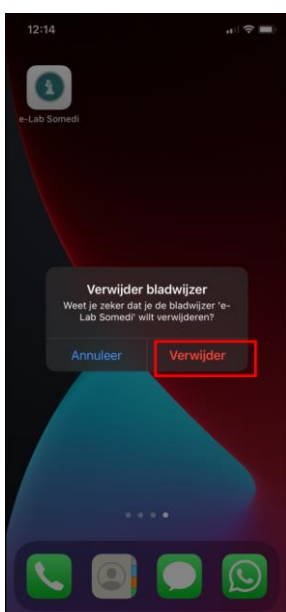 12:14
e-Lab Somedi
Verwijder bladwijzer
Weet je zeker dat je de bladwijzer 'e-
Lab Somedi' wilt verwijderen?
Annuleer
Verwijder